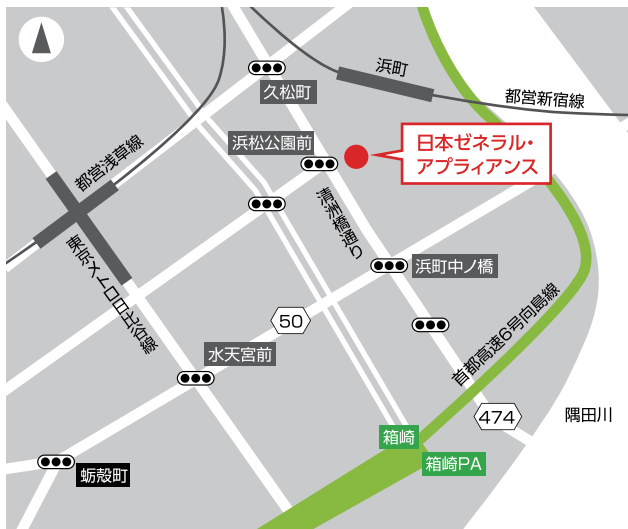 浜町
都営新宿線
久松町
浜松公園前
日本ゼネラル・
アプライアンス
都営浅草線
清洲橋通り
東京メトロ日比谷線
浜町中ノ橋
50
水天宮前
首都高速6号向島線
474
隅田川
箱崎
箱崎PA
蛎殻町